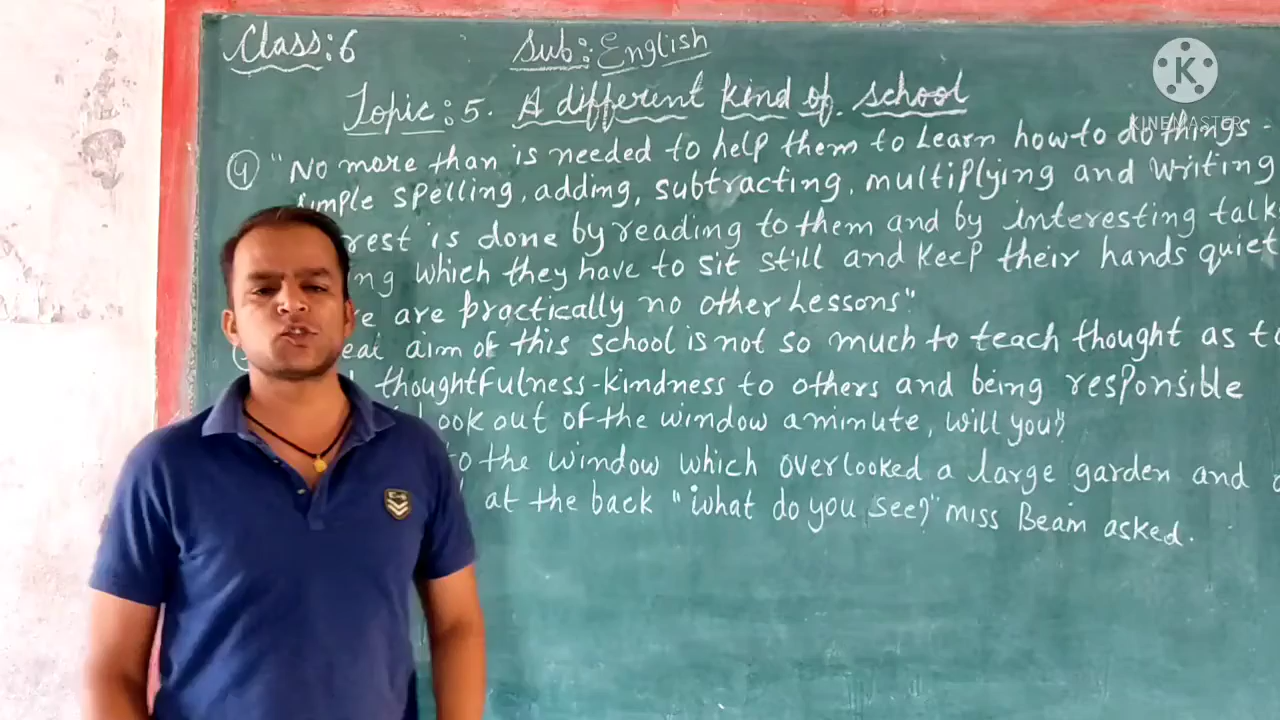 Class:6 Sub:English
Topic:5. A different kind of school
KINEMASTER
4 "No more than is needed to help them to Learn how to do things -
simple spelling, adding, subtracting, multiplying and writing
rest is done by reading to them and by interesting talk
which they have to sit still and keep their hands quiet
are practically no other Lessons"
aim of this school is not so much to teach thought as to
thoughtfulness-kindness to others and being responsible
out of the window a minute, will you?
to the window which overlooked a large garden and a
at the back "what do you see?" miss Beam asked.